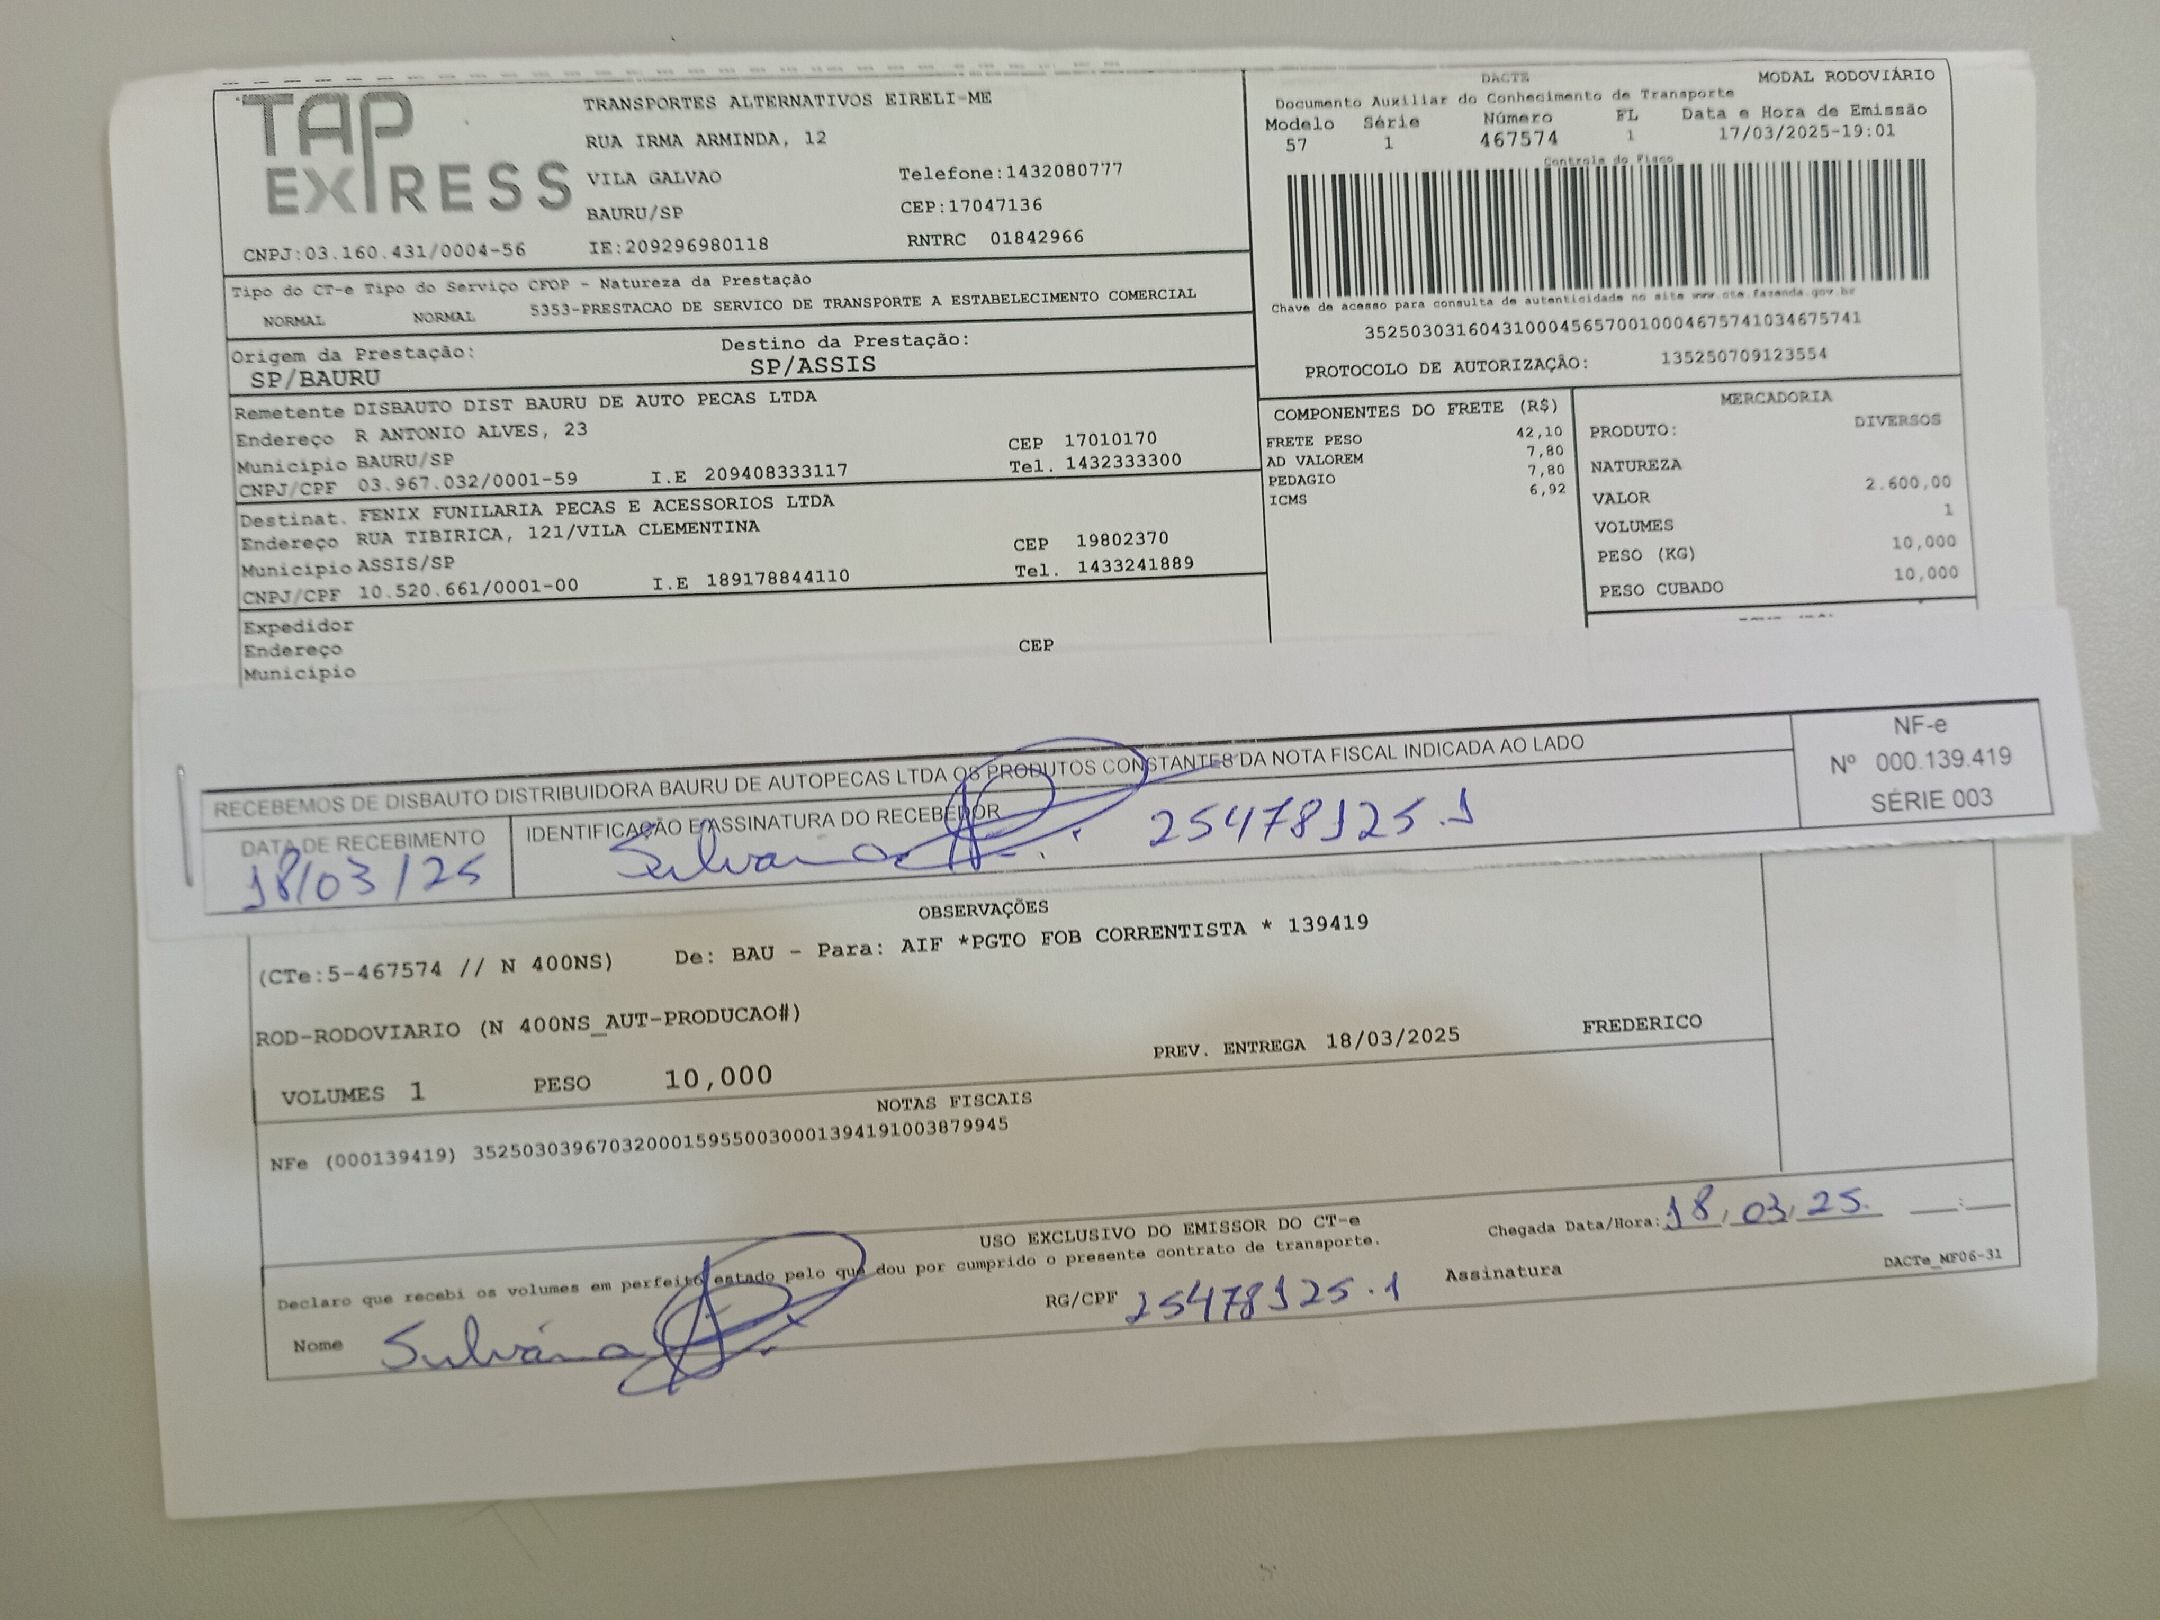 TAP EXPRESS
TRANSPORTES ALTERNATIVOS EIRELI-ME
RUA IRMA ARMINDA, 12
VILA GALVAO Telefone:1432080777
BAURU/SP CEP:17047136
CNPJ:03.160.431/0004-56 IE:209296980118 RNTRC 01842966
DACTE MODAL RODOVIÁRIO
Documento Auxiliar do Conhecimento de Transporte
Modelo Série Número FL Data e Hora de Emissão
57 1 467574 1 17/03/2025-19:01
Controle do Fisco
Chave de acesso para consulta de autenticidade no site www.cte.fazenda.gov.br
35250303160431000456570010004675741034675741
PROTOCOLO DE AUTORIZAÇÃO: 135250709123554
Tipo do CT-e Tipo do Serviço CFOP - Natureza da Prestação
NORMAL NORMAL 5353-PRESTACAO DE SERVICO DE TRANSPORTE A ESTABELECIMENTO COMERCIAL
Origem da Prestação: Destino da Prestação:
SP/BAURU SP/ASSIS
Remetente DISBAUTO DIST BAURU DE AUTO PECAS LTDA
Endereço R ANTONIO ALVES, 23 CEP 17010170
Municipio BAURU/SP Tel. 1432333300
CNPJ/CPF 03.967.032/0001-59 I.E 209408333117
Destinat. FENIX FUNILARIA PECAS E ACESSORIOS LTDA
Endereço RUA TIBIRICA, 121/VILA CLEMENTINA CEP 19802370
Municipio ASSIS/SP Tel. 1433241889
CNPJ/CPF 10.520.661/0001-00 I.E 189178844110
Expedidor
Endereço CEP
Municipio
COMPONENTES DO FRETE (R$)
FRETE PESO 42,10
AD VALOREM 7,80
PEDAGIO 7,80
ICMS 6,92
MERCADORIA
PRODUTO: DIVERSOS
NATUREZA
VALOR 2.600,00
VOLUMES 1
PESO (KG) 10,000
PESO CUBADO 10,000
RECEBEMOS DE DISBAUTO DISTRIBUIDORA BAURU DE AUTOPECAS LTDA OS PRODUTOS CONSTANTES DA NOTA FISCAL INDICADA AO LADO
NF-e
Nº 000.139.419
SÉRIE 003
DATA DE RECEBIMENTO IDENTIFICAÇÃO E ASSINATURA DO RECEBEDOR
18/03/25 Silvana 25478125.1
OBSERVAÇÕES
(CTe:5-467574 // N 400NS) De: BAU - Para: AIF *PGTO FOB CORRENTISTA * 139419
ROD-RODOVIARIO (N 400NS_AUT-PRODUCAO#)
VOLUMES 1 PESO 10,000 PREV. ENTREGA 18/03/2025 FREDERICO
NOTAS FISCAIS
NFe (000139419) 35250303967032000159550030001394191003879945
USO EXCLUSIVO DO EMISSOR DO CT-e
Chegada Data/Hora: 18,03,25. __:__
Declaro que recebi os volumes em perfeito estado pelo que dou por cumprido o presente contrato de transporte.
Nome Silvana RG/CPF 25478125.1 Assinatura
DACTe_MF06-31